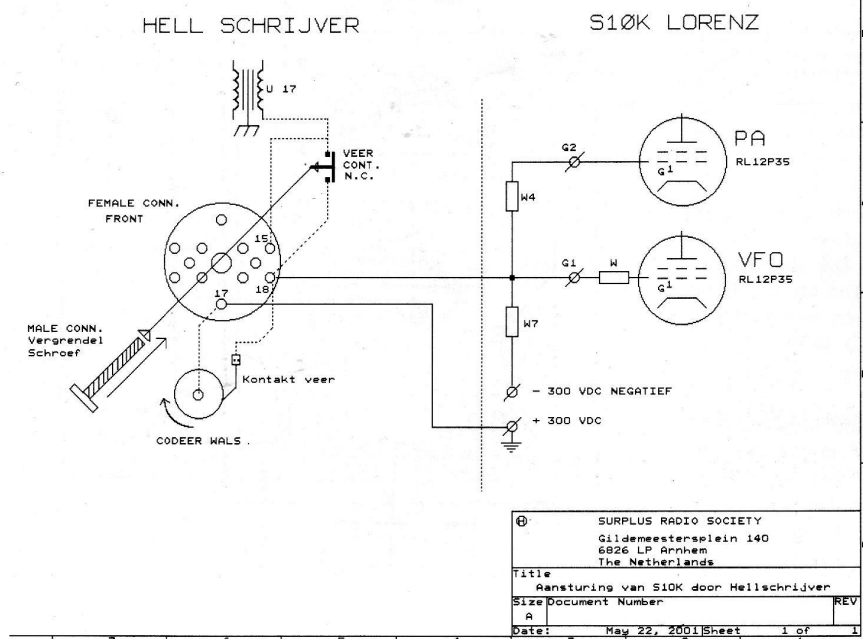 HELL SCHRIJVER
S10K LORENZ
U 17
VEER
CONT.
N.C.
FEMALE CONN.
FRONT
15
18
17
MALE CONN.
Vergrendel
Schroef
Kontakt veer
CODEER WALS.
G2
G1
PA
RL12P35
W4
G1
W
G1
VFO
RL12P35
W7
- 300 VDC NEGATIEF
+ 300 VDC
H
SURPLUS RADIO SOCIETY
Gildemeestersplein 140
6826 LP Arnhem
The Netherlands
Title
Aansturing van S10K door Hellschrijver
Size Document Number REV
A
Date: May 22, 2001 Sheet 1 of 1